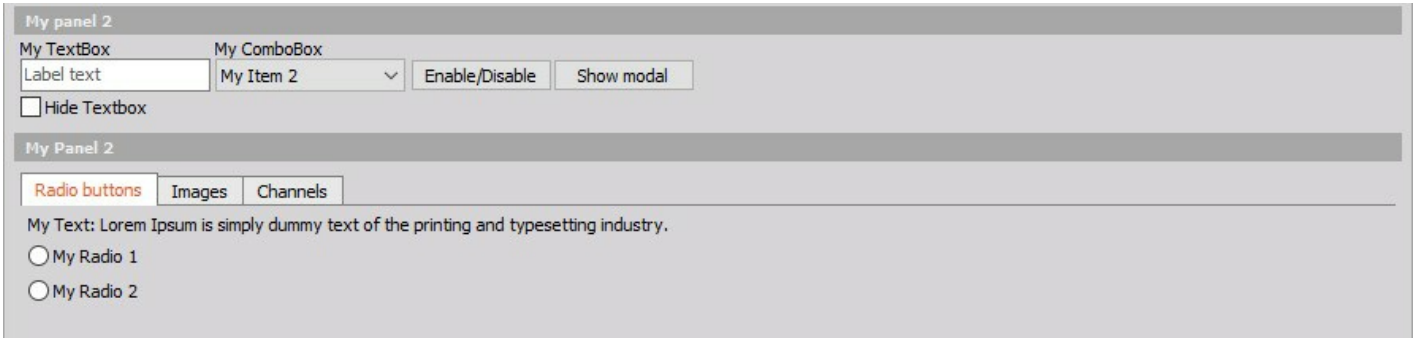 My panel 2
My TextBox My ComboBox
Label text My Item 2 Enable/Disable Show modal
Hide Textbox
My Panel 2
Radio buttons Images Channels
My Text: Lorem Ipsum is simply dummy text of the printing and typesetting industry.
My Radio 1
My Radio 2